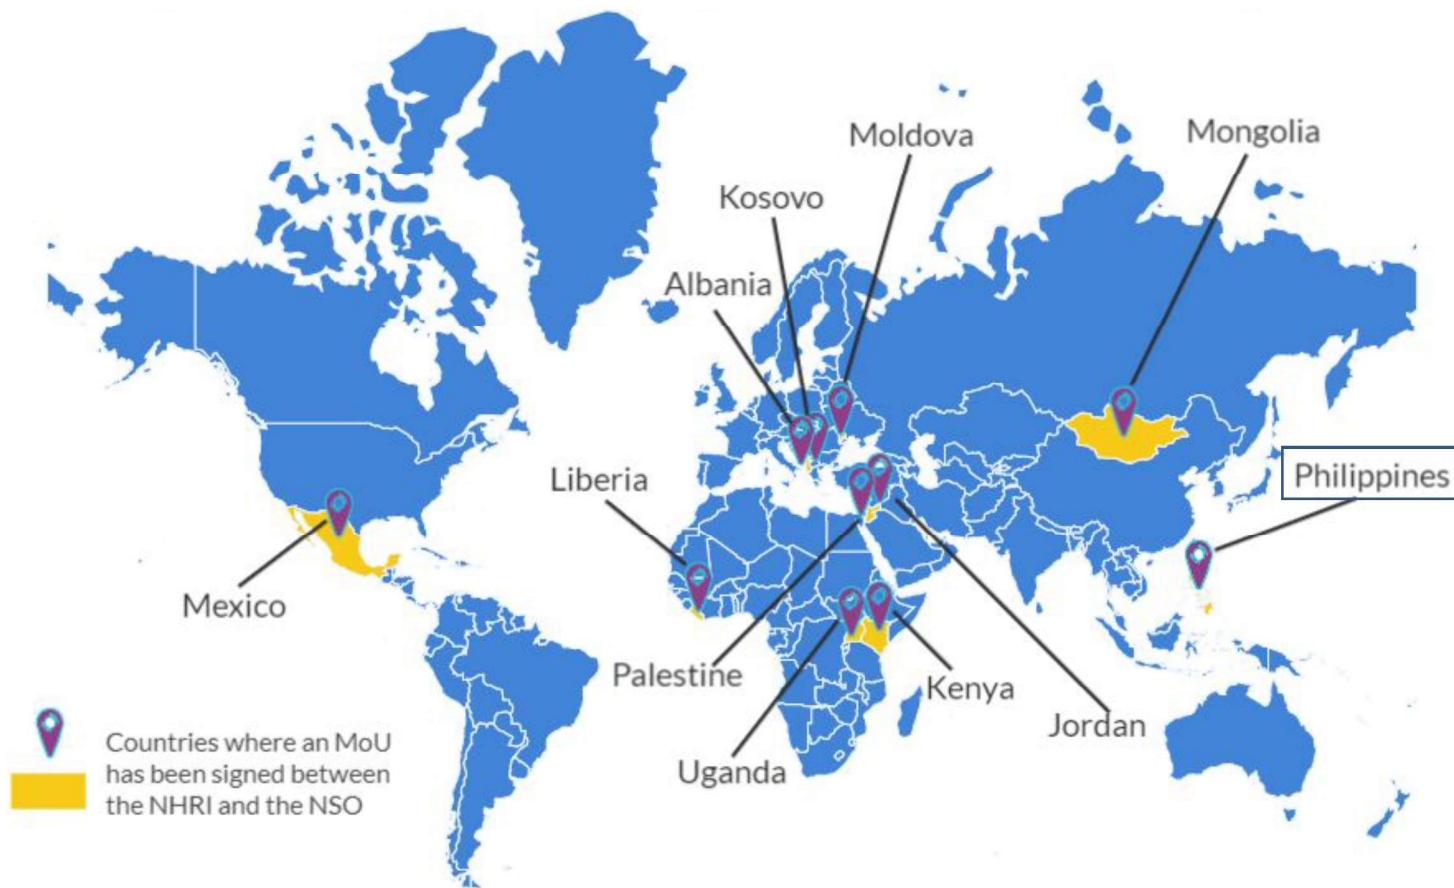 Moldova
Mongolia
Kosovo
Albania
Philippines
Liberia
Mexico
Palestine
Kenya
Jordan
Uganda
Countries where an MoU
has been signed between
the NHRI and the NSO